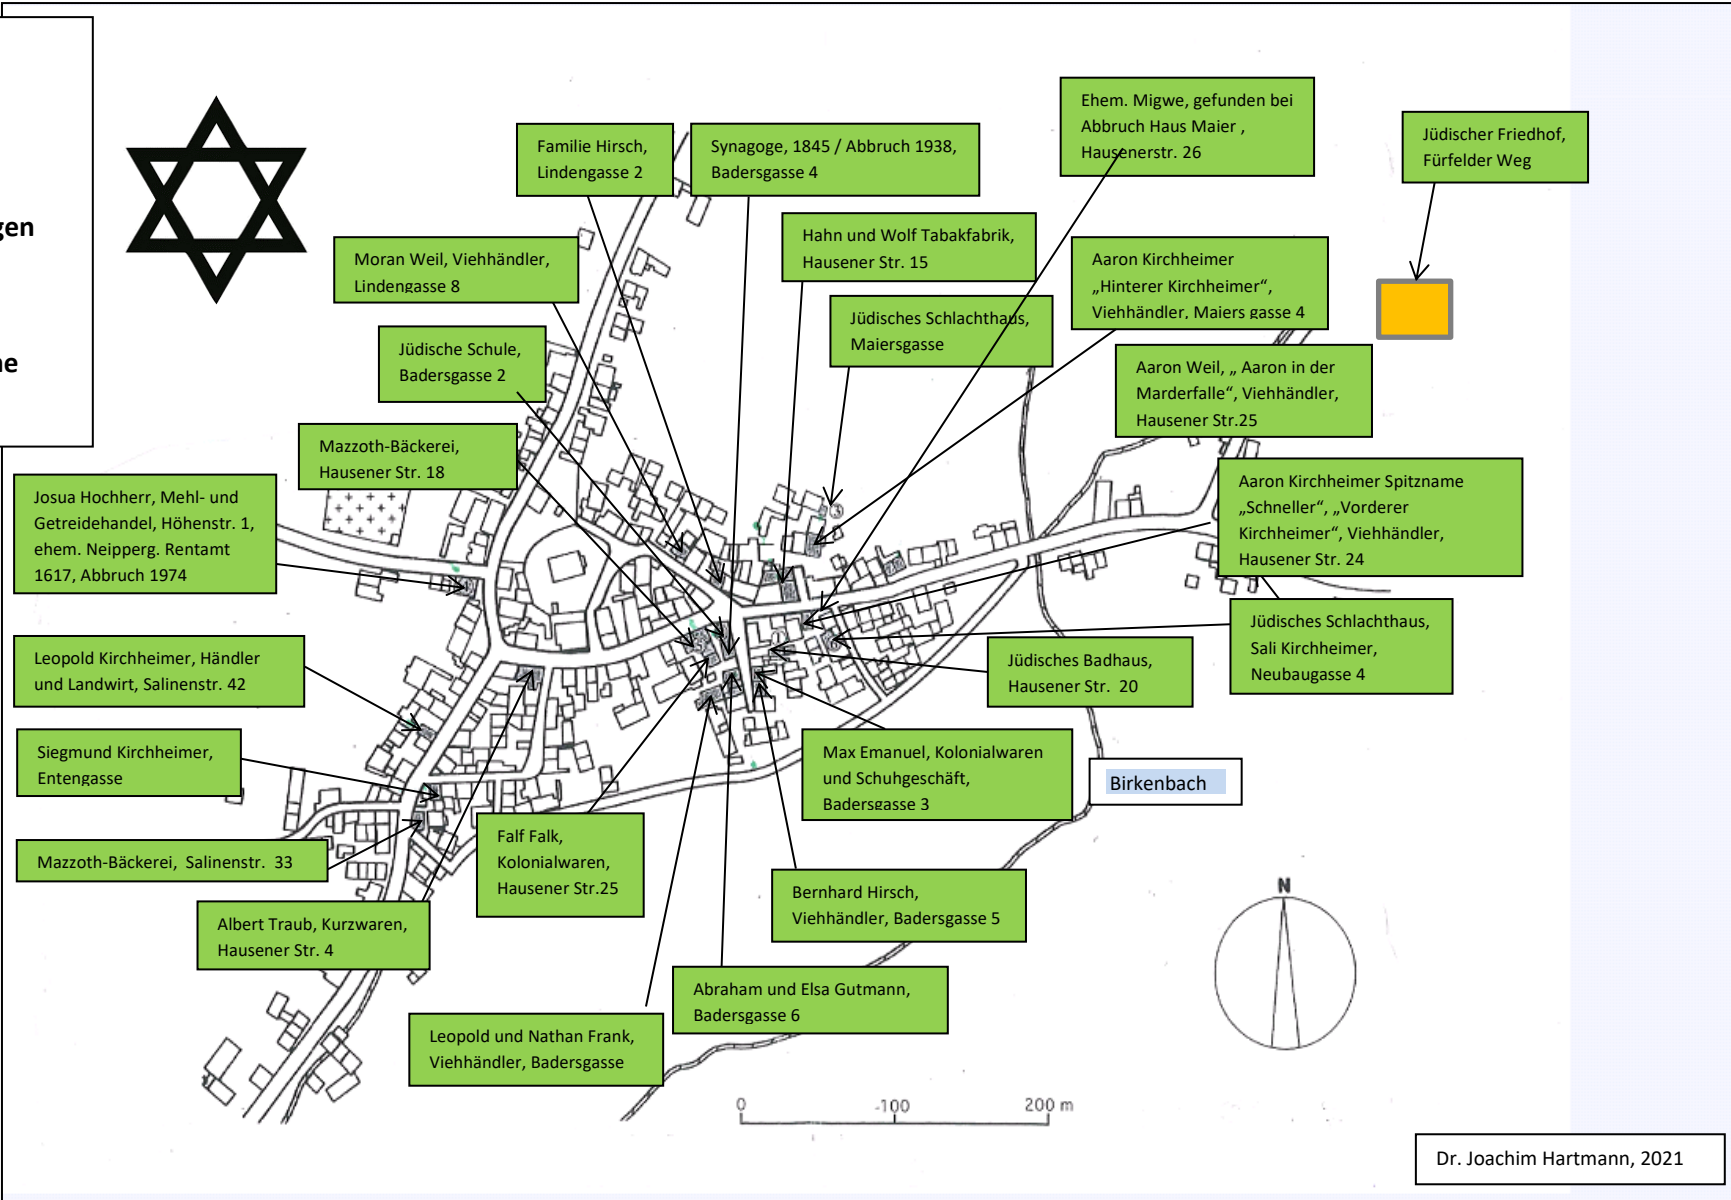 gen
ne
Ehem. Migwe, gefunden bei
Abbruch Haus Maier ,
Hausenerstr. 26
Jüdischer Friedhof,
Fürfelder Weg
Familie Hirsch,
Lindengasse 2
Synagoge, 1845 / Abbruch 1938,
Badersgasse 4
Hahn und Wolf Tabakfabrik,
Hausener Str. 15
Moran Weil, Viehhändler,
Lindengasse 8
Aaron Kirchheimer
„Hinterer Kirchheimer“,
Viehhändler, Maiers gasse 4
Jüdisches Schlachthaus,
Maiersgasse
Jüdische Schule,
Badersgasse 2
Aaron Weil, „ Aaron in der
Marderfalle“, Viehhändler,
Hausener Str.25
Mazzoth-Bäckerei,
Hausener Str. 18
Josua Hochherr, Mehl- und
Getreidehandel, Höhenstr. 1,
ehem. Neipperg. Rentamt
1617, Abbruch 1974
Aaron Kirchheimer Spitzname
„Schneller“, „Vorderer
Kirchheimer“, Viehhändler,
Hausener Str. 24
3
Jüdisches Schlachthaus,
Sali Kirchheimer,
Neubaugasse 4
Leopold Kirchheimer, Händler
und Landwirt, Salinenstr. 42
Jüdisches Badhaus,
Hausener Str. 20
Siegmund Kirchheimer,
Entengasse
Max Emanuel, Kolonialwaren
und Schuhgeschäft,
Badersgasse 3
Birkenbach
Mazzoth-Bäckerei, Salinenstr. 33
Falf Falk,
Kolonialwaren,
Hausener Str.25
Bernhard Hirsch,
Viehhändler, Badersgasse 5
Albert Traub, Kurzwaren,
Hausener Str. 4
N
Abraham und Elsa Gutmann,
Badersgasse 6
Leopold und Nathan Frank,
Viehhändler, Badersgasse
0 -100 200 m
Dr. Joachim Hartmann, 2021